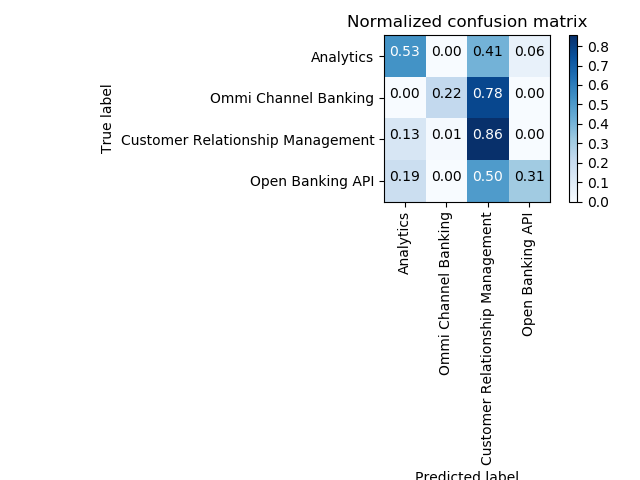 Normalized confusion matrix
True label
Analytics 0.53 0.00 0.41 0.06
Ommi Channel Banking 0.00 0.22 0.78 0.00
Customer Relationship Management 0.13 0.01 0.86 0.00
Open Banking API 0.19 0.00 0.50 0.31
Analytics
Ommi Channel Banking
Customer Relationship Management
Open Banking API
Predicted label
0.8
0.7
0.6
0.5
0.4
0.3
0.2
0.1
0.0